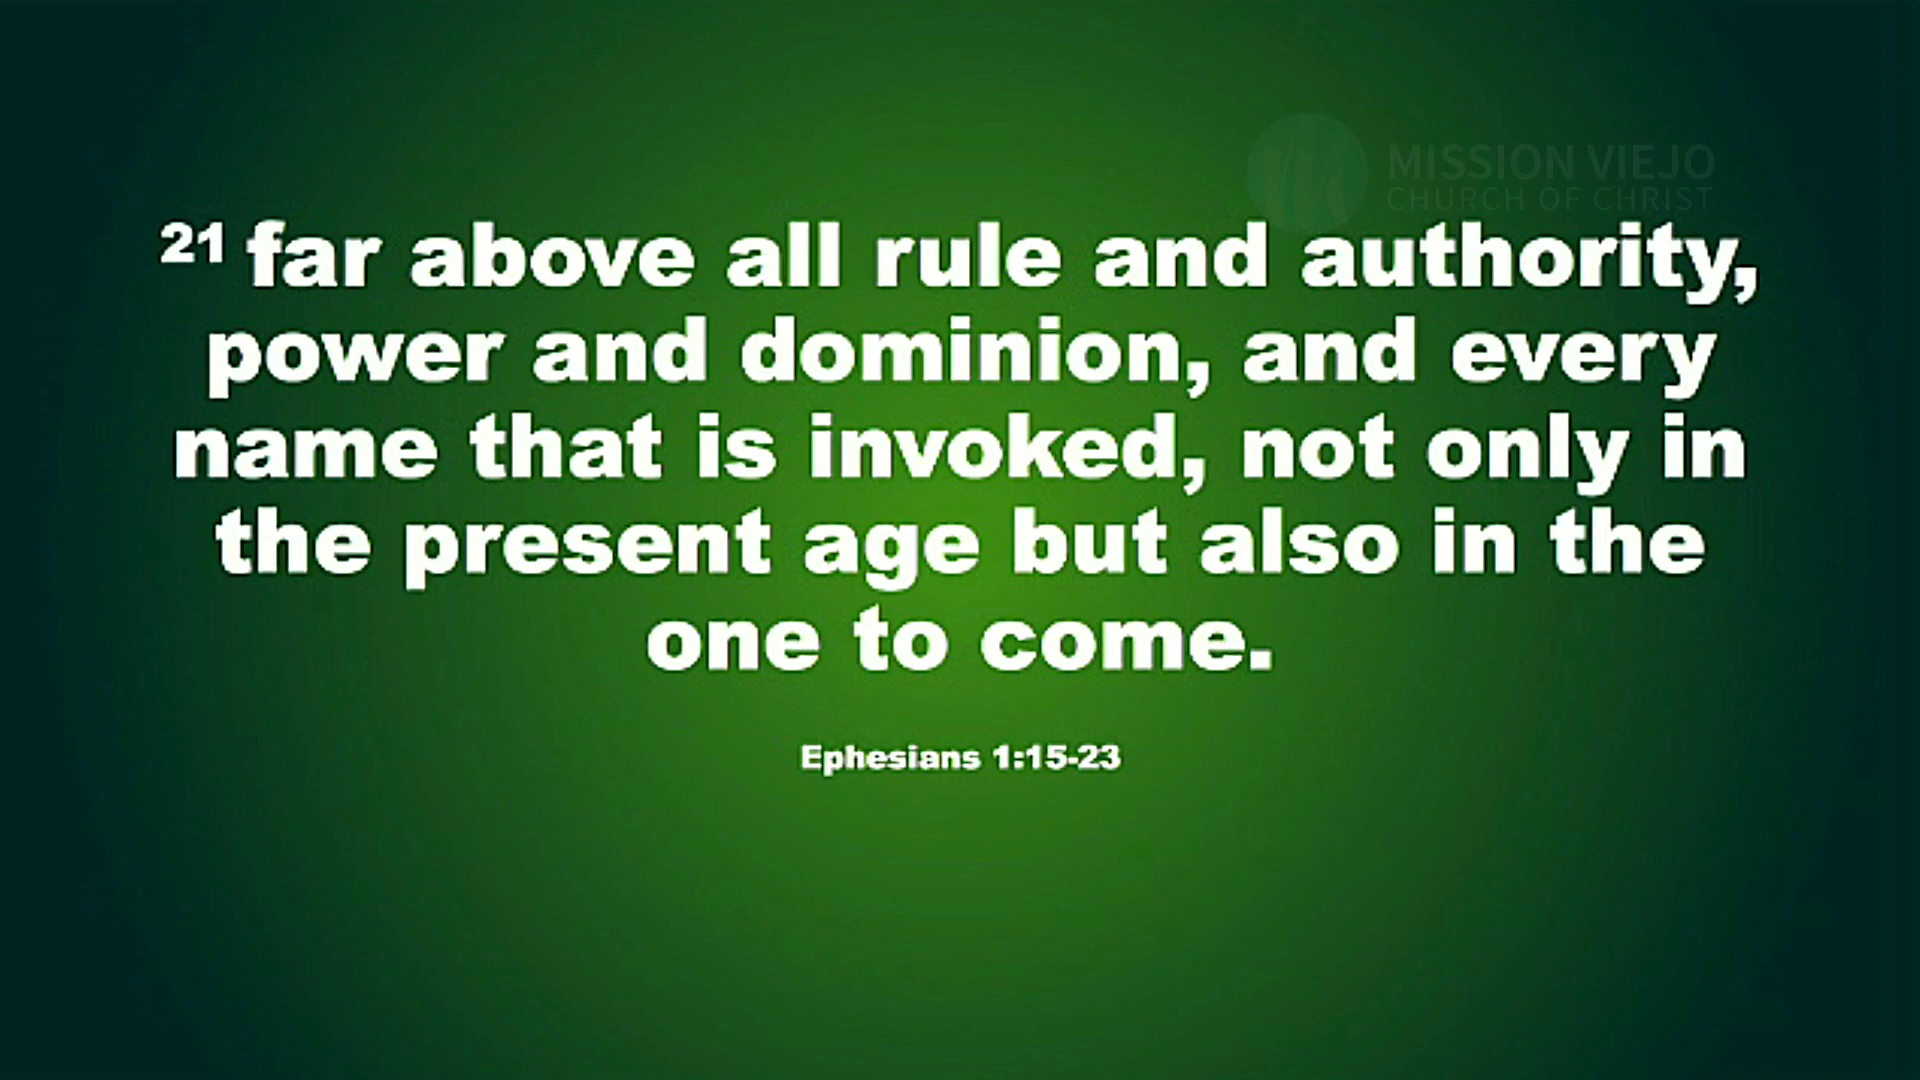 MISSION VIEJO
CHURCH OF CHRIST
21 far above all rule and authority,
power and dominion, and every
name that is invoked, not only in
the present age but also in the
one to come.
Ephesians 1:15-23